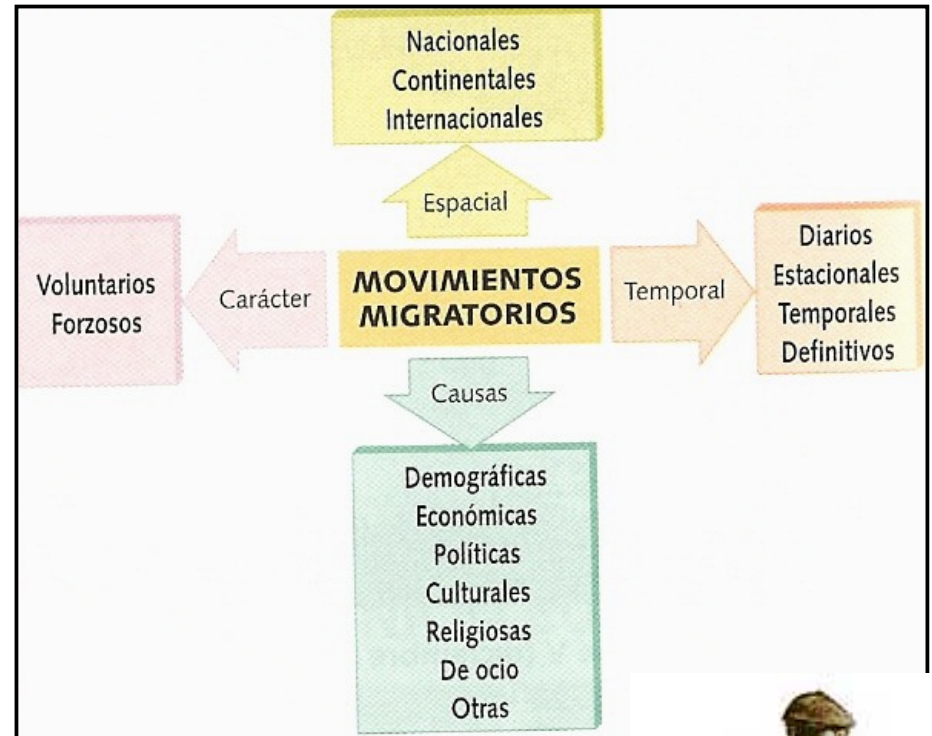 Nacionales
Continentales
Internacionales
Espacial
Voluntarios
Forzosos
Carácter
MOVIMIENTOS
MIGRATORIOS
Temporal
Diarios
Estacionales
Temporales
Definitivos
Causas
Demográficas
Económicas
Políticas
Culturales
Religiosas
De ocio
Otras